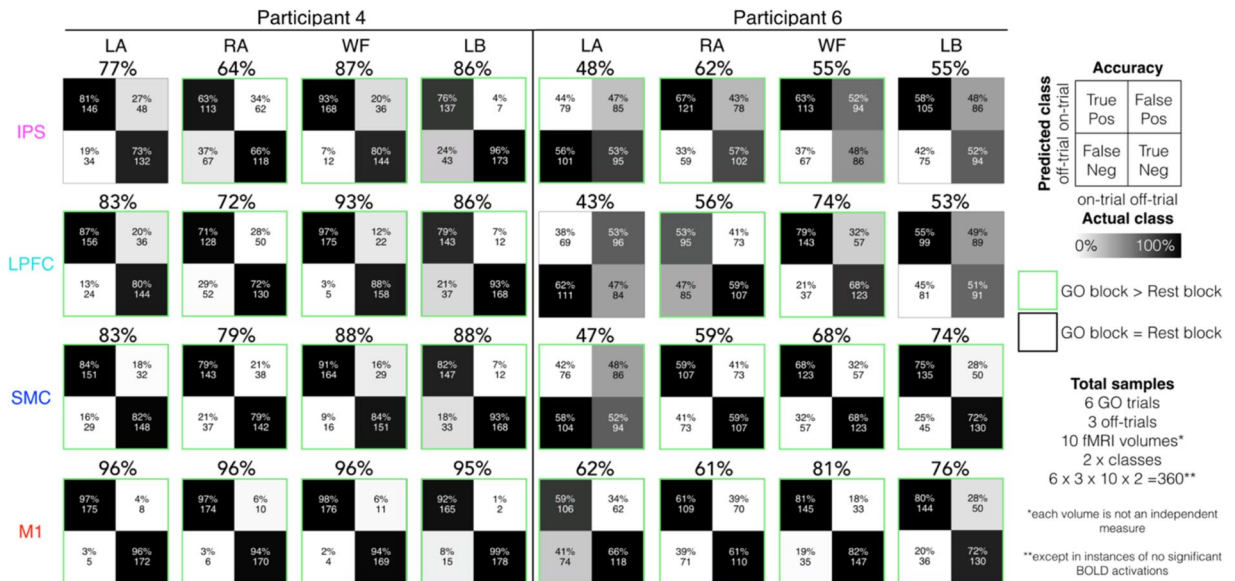 Participant 4 Participant 6
LA RA WF LB LA RA WF LB
77% 64% 87% 86% 48% 62% 55% 55%
IPS
81% 27% 63% 34% 93% 20% 76% 4% 44% 47% 67% 43% 63% 52% 58% 48%
146 48 113 62 168 36 137 7 79 85 121 78 113 94 105 86
19% 73% 37% 66% 7% 80% 24% 96% 56% 53% 33% 57% 37% 48% 42% 52%
34 132 67 118 12 144 43 173 101 95 59 102 67 86 75 94
83% 72% 93% 86% 43% 56% 74% 53%
LPFC
87% 20% 71% 28% 97% 12% 79% 7% 38% 53% 53% 41% 79% 32% 55% 49%
156 36 128 50 175 22 143 12 69 96 95 73 143 57 99 89
13% 80% 29% 72% 3% 88% 21% 93% 62% 47% 47% 59% 21% 68% 45% 51%
24 144 52 130 5 158 37 168 111 84 85 107 37 123 81 91
83% 79% 88% 88% 47% 59% 68% 74%
SMC
84% 18% 79% 21% 91% 16% 82% 7% 42% 48% 59% 41% 68% 32% 75% 28%
151 32 143 38 164 29 147 12 76 86 107 73 123 57 135 50
16% 82% 21% 79% 9% 84% 18% 93% 58% 52% 41% 59% 32% 68% 25% 72%
29 148 37 142 16 151 33 168 104 94 73 107 57 123 45 130
96% 96% 96% 95% 62% 61% 81% 76%
M1
97% 4% 97% 6% 98% 6% 92% 1% 59% 34% 61% 39% 81% 18% 80% 28%
175 8 174 10 176 11 165 2 106 62 109 70 145 33 144 50
3% 96% 3% 94% 2% 94% 8% 99% 41% 66% 39% 61% 19% 82% 20% 72%
5 172 6 170 4 169 15 178 74 118 71 110 35 147 36 130
Accuracy
Predicted class
off-trial on-trial
True False
Pos Pos
False True
Neg Neg
on-trial off-trial
Actual class
0% 100%
GO block > Rest block
GO block = Rest block
Total samples
6 GO trials
3 off-trials
10 fMRI volumes*
2 x classes
6 x 3 x 10 x 2 =360**
*each volume is not an independent
measure
**except in instances of no significant
BOLD activations